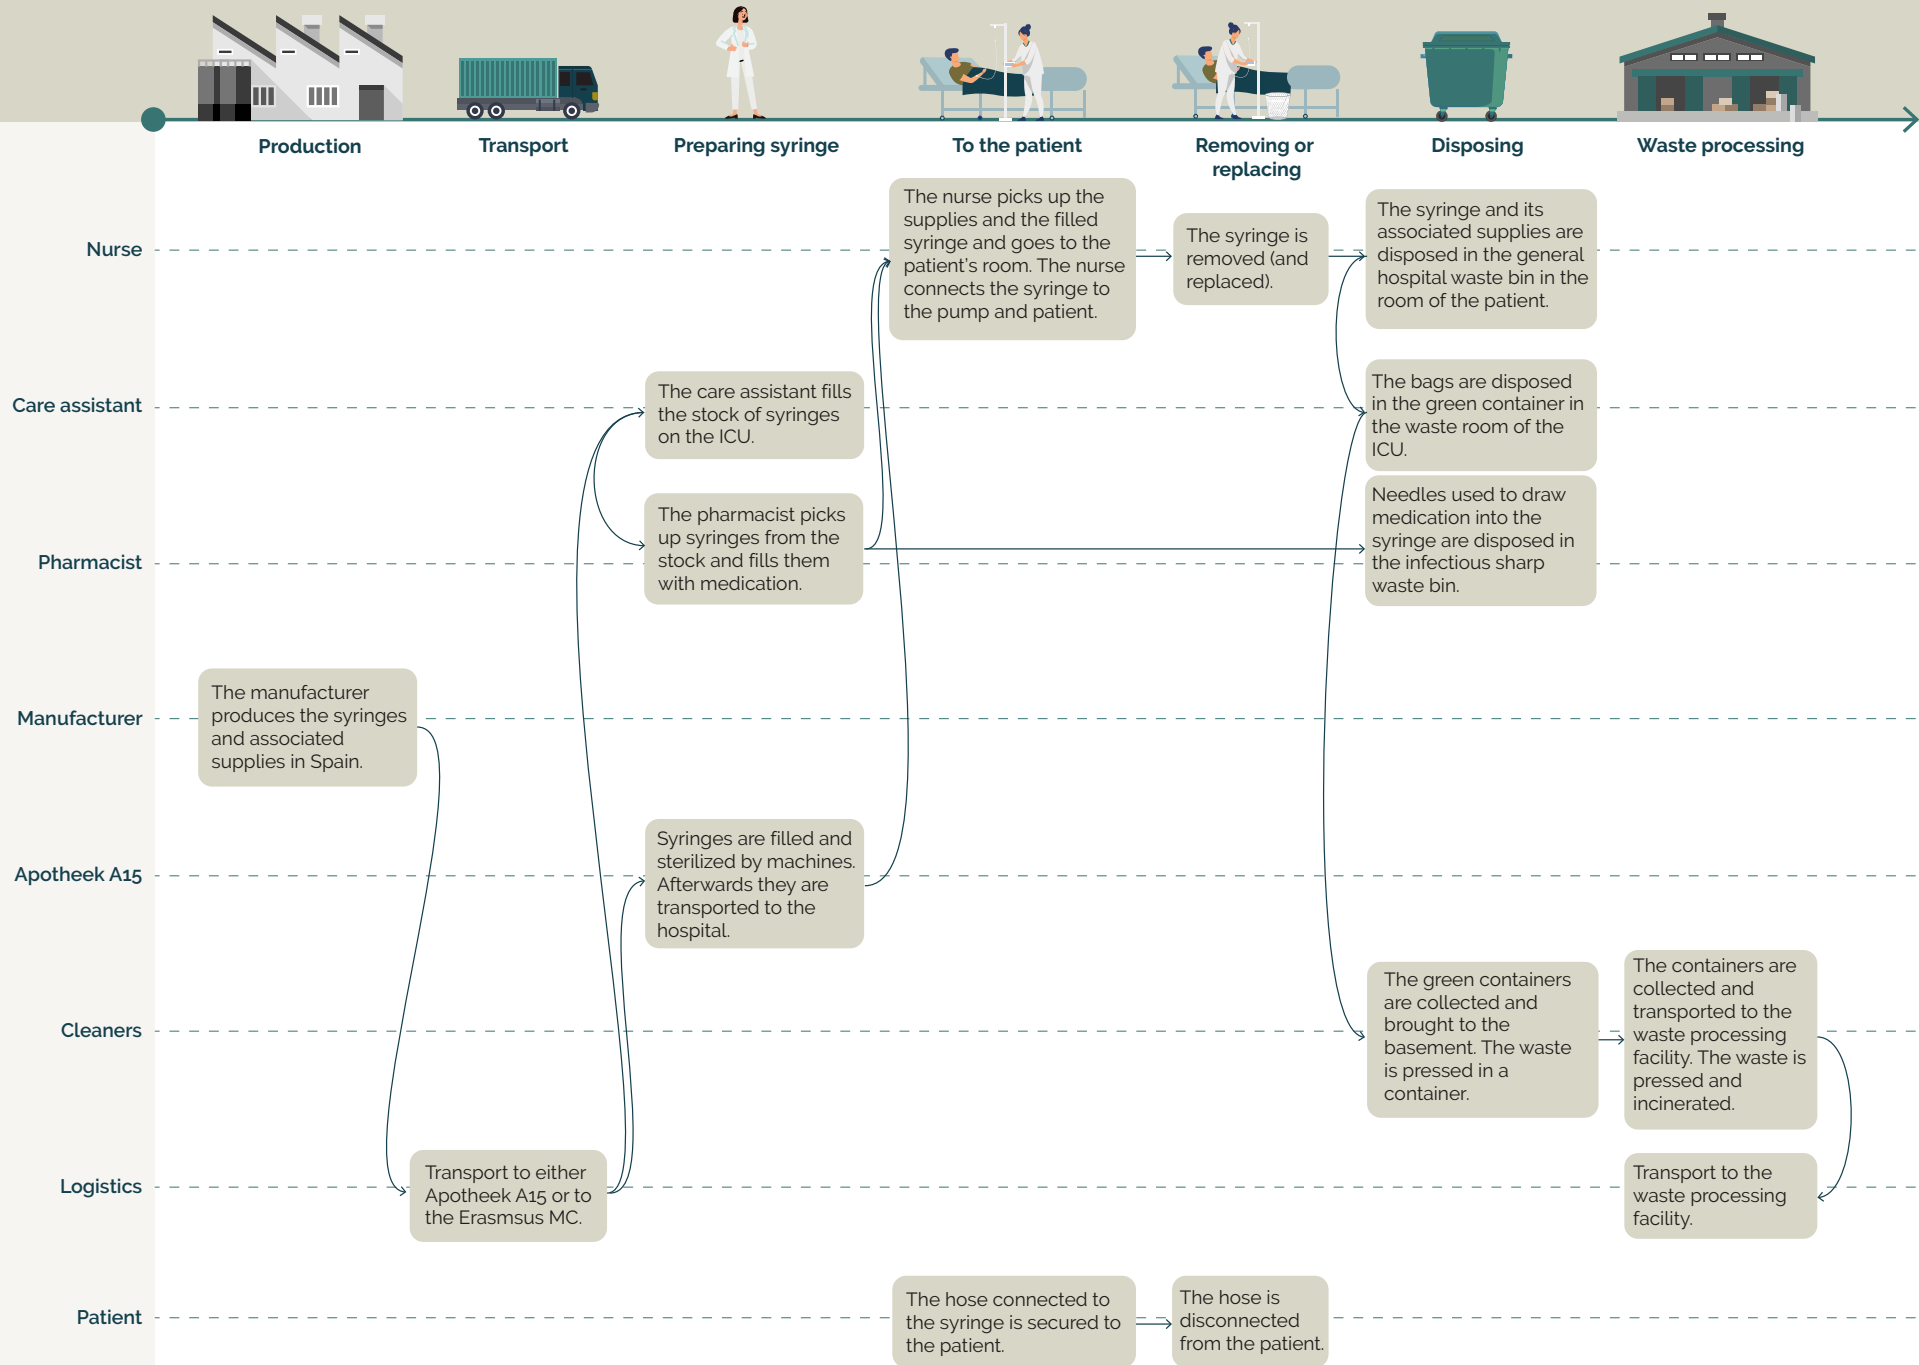 Production
Transport
Preparing syringe
To the patient
Removing or
replacing
Disposing
Waste processing
Nurse
The nurse picks up the
supplies and the filled
syringe and goes to the
patient's room. The nurse
connects the syringe to
the pump and patient.
The syringe is
removed (and
replaced).
The syringe and its
associated supplies are
disposed in the general
hospital waste bin in the
room of the patient.
Care assistant
The care assistant fills
the stock of syringes
on the ICU.
The bags are disposed
in the green container in
the waste room of the
ICU.
Pharmacist
The pharmacist picks
up syringes from the
stock and fills them
with medication.
Needles used to draw
medication into the
syringe are disposed in
the infectious sharp
waste bin.
Manufacturer
The manufacturer
produces the syringes
and associated
supplies in Spain.
Apotheek A15
Syringes are filled and
sterilized by machines.
Afterwards they are
transported to the
hospital.
Cleaners
The green containers
are collected and
brought to the
basement. The waste
is pressed in a
container.
The containers are
collected and
transported to the
waste processing
facility. The waste is
pressed and
incinerated.
Logistics
Transport to either
Apotheek A15 or to
the Erasmsus MC.
Transport to the
waste processing
facility.
Patient
The hose connected to
the syringe is secured to
the patient.
The hose is
disconnected
from the patient.